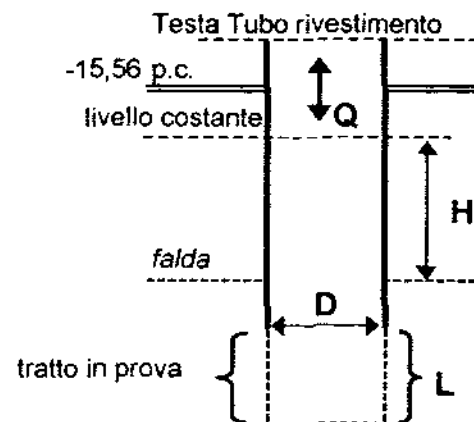 Testa Tubo rivestimento
-15,56 p.c.
livello costante
Q
H
falda
D
tratto in prova
L